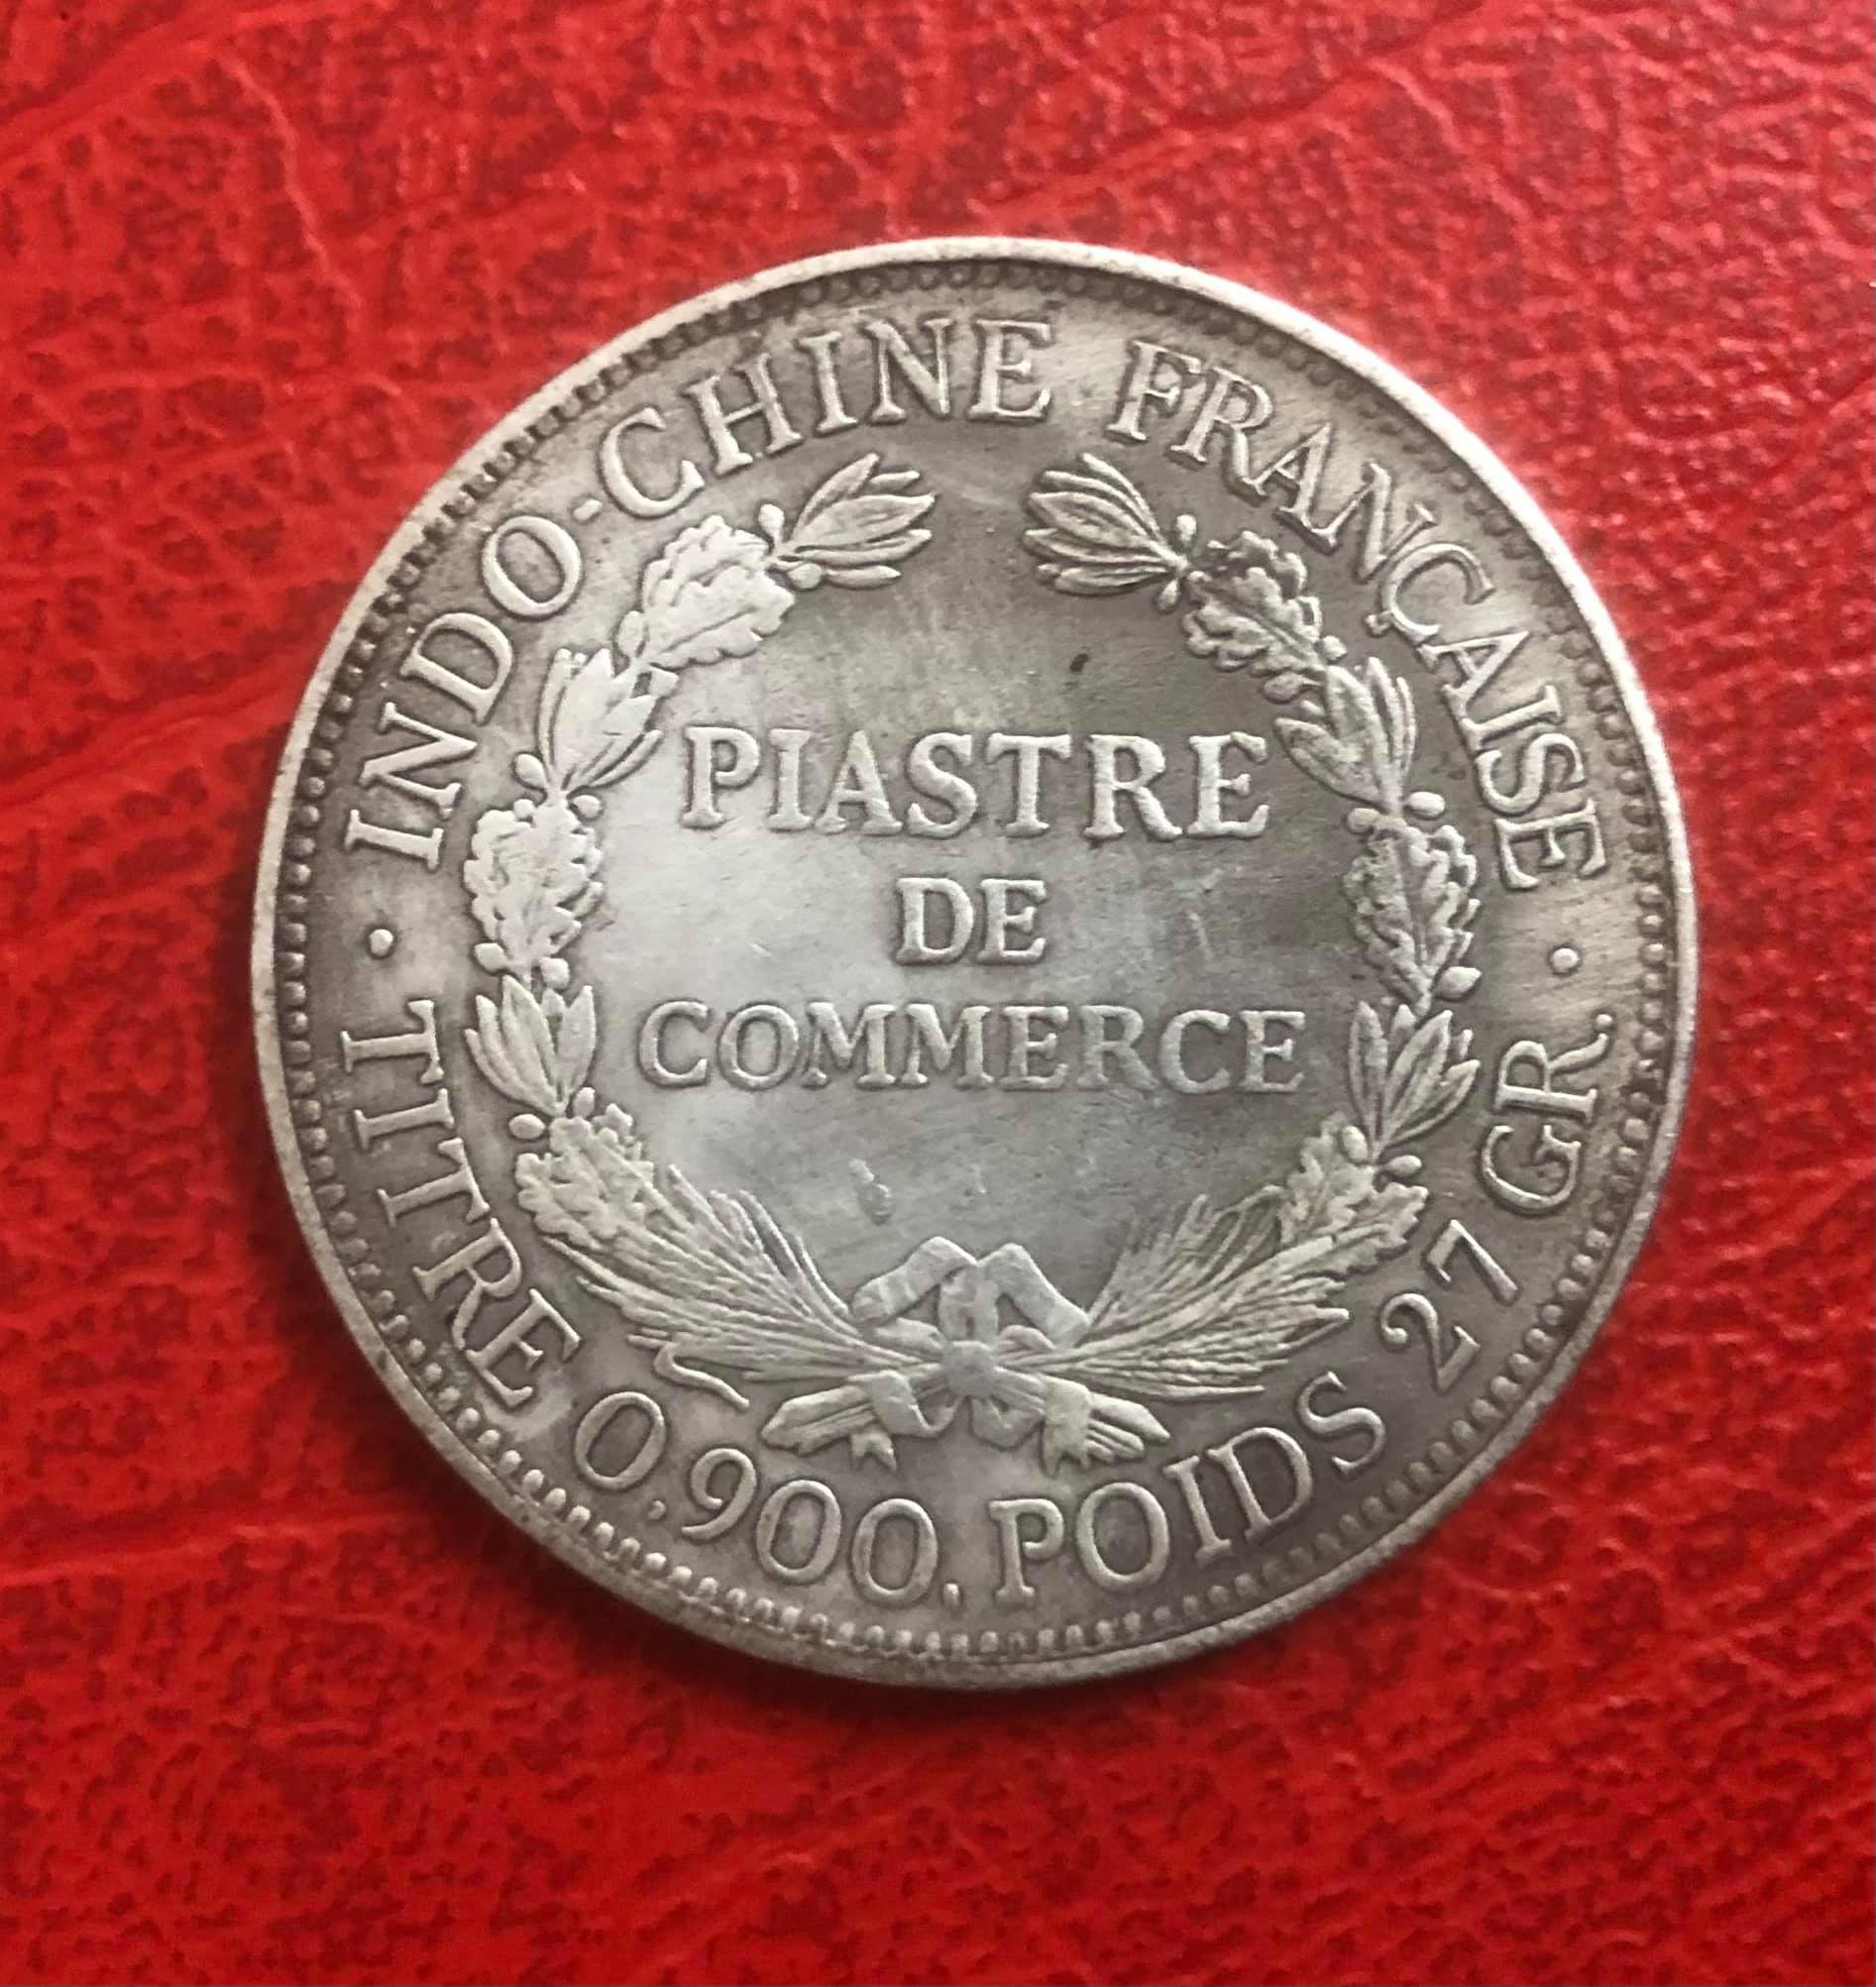 INDO-CHINE FRANÇAISE
PIASTRE
DE
COMMERCE
· TITRE 0,900. POIDS 27 GR. ·